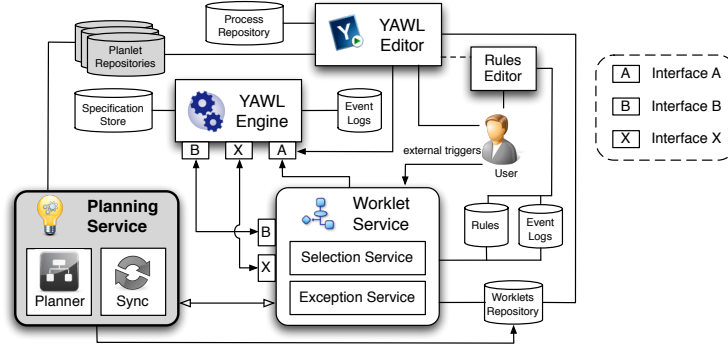 Process
Repository
YAWL
Editor
Planlet
Repositories
Rules
Editor
A Interface A
B Interface B
X Interface X
Specification
Store
YAWL
Engine
Event
Logs
B X A
external triggers
User
Planning
Service
Planner
Sync
Worklet
Service
B
X
Selection Service
Exception Service
Rules
Event
Logs
Worklets
Repository